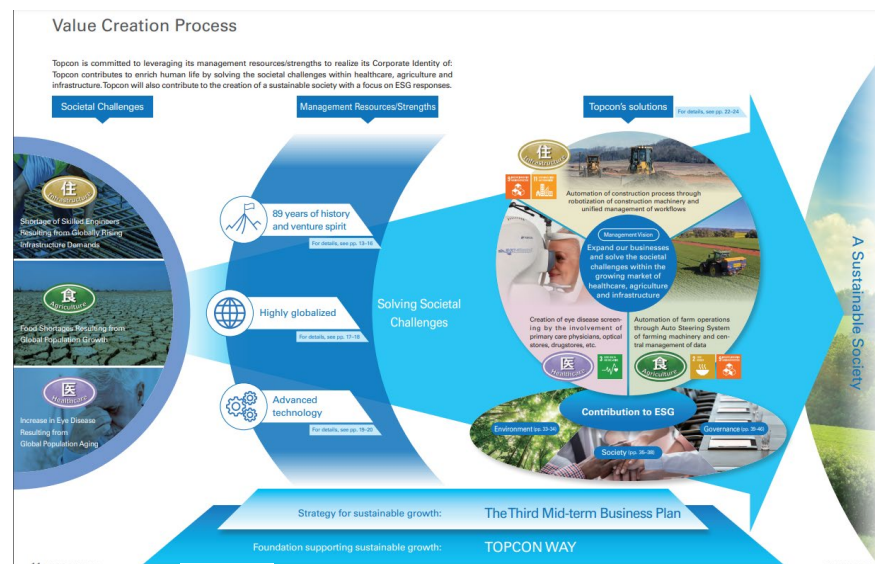 Value Creation Process
Topcon is committed to leveraging its management resources/strengths to realize its Corporate Identity of:
Topcon contributes to enrich human life by solving the societal challenges within healthcare, agriculture and
infrastructure. Topcon will also contribute to the creation of a sustainable society with a focus on ESG responses.
Societal Challenges
住
Infrastructure
Shortage of Skilled Engineers
Resulting from Globally Rising
Infrastructure Demands
食
Agriculture
Food Shortages Resulting from
Global Population Growth
医
Healthcare
Increase in Eye Disease
Resulting from
Global Population Aging
Management Resources/Strengths
89 years of history
and venture spirit
For details, see pp. 13–16
Highly globalized
For details, see pp. 17–18
Advanced
technology
For details, see pp. 19–20
Solving Societal
Challenges
Topcon's solutions
For details, see pp. 22–24
住
Infrastructure
Automation of construction process through
robotization of construction machinery and
unified management of workflows
Management Vision
Expand our businesses
and solve the societal
challenges within the
growing market of
healthcare, agriculture
and infrastructure
Creation of eye disease screen-
ing by the involvement of
primary care physicians, optical
stores, drugstores, etc.
医
Healthcare
Automation of farm operations
through Auto Steering System
of farming machinery and cen-
tral management of data
食
Agriculture
Contribution to ESG
Environment (pp. 33–34)
Society (pp. 35–38)
Governance (pp. 39–40)
A Sustainable Society
Strategy for sustainable growth:
The Third Mid-term Business Plan
Foundation supporting sustainable growth:
TOPCON WAY